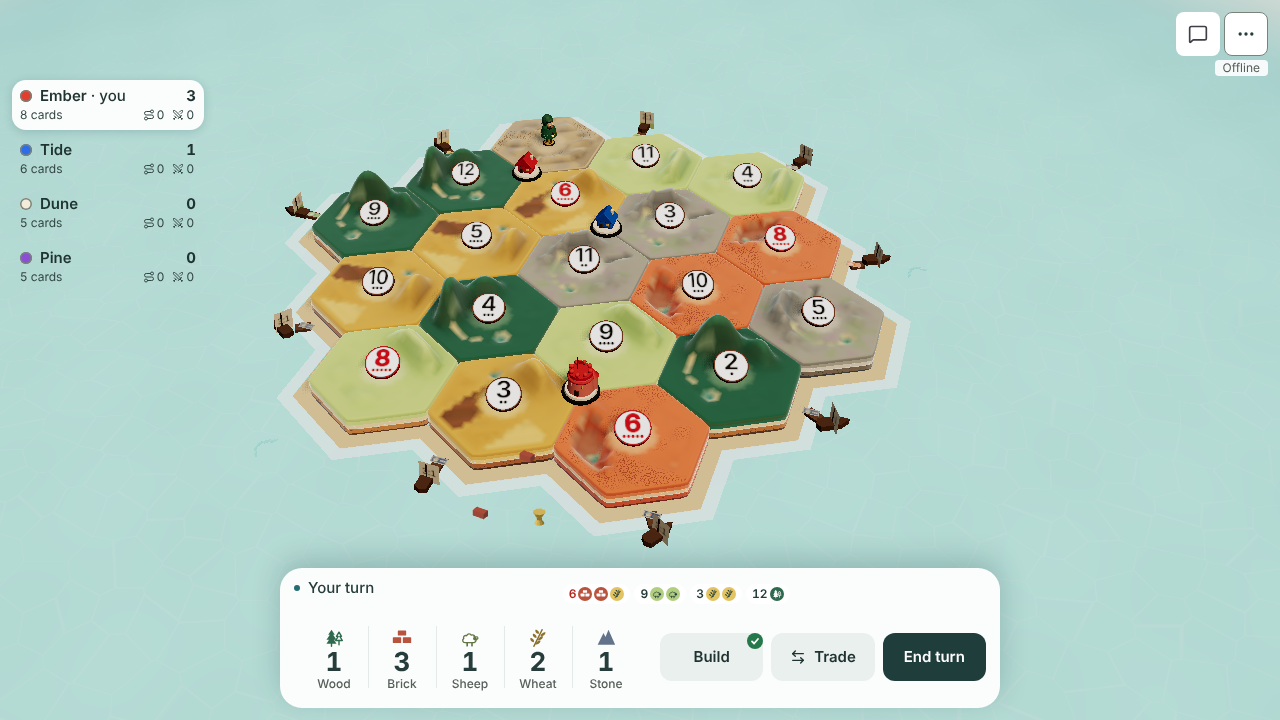 Offline
Ember · you 3
8 cards 0 0
Tide 1
6 cards 0 0
Dune 0
5 cards 0 0
Pine 0
5 cards 0 0
11
12
4
9
6
3
5
8
11
10
10
4
5
9
8
2
3
6
Your turn
6 9 3 12
1 3 1 2 1
Wood Brick Sheep Wheat Stone
Build Trade End turn